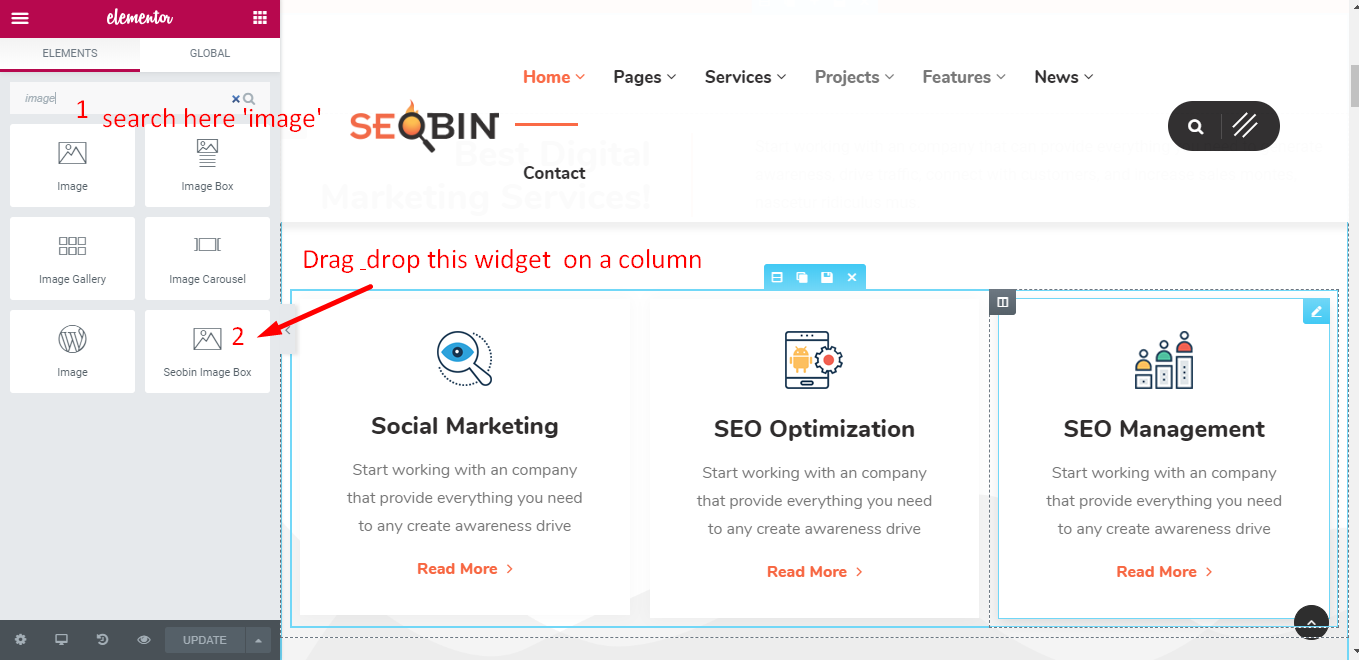 elementor
ELEMENTS
GLOBAL
image
1 search here 'image'
Image
Image Box
Image Gallery
Image Carousel
Image
Seobin Image Box
2
UPDATE
Home
Pages
Services
Projects
Features
News
SEOBIN
Contact
Best Digital
Marketing Services!
Drag drop this widget on a column
Social Marketing
Start working with an company
that provide everything you need
to any create awareness drive
Read More
SEO Optimization
Start working with an company
that provide everything you need
to any create awareness drive
Read More
SEO Management
Start working with an company
that provide everything you need
to any create awareness drive
Read More